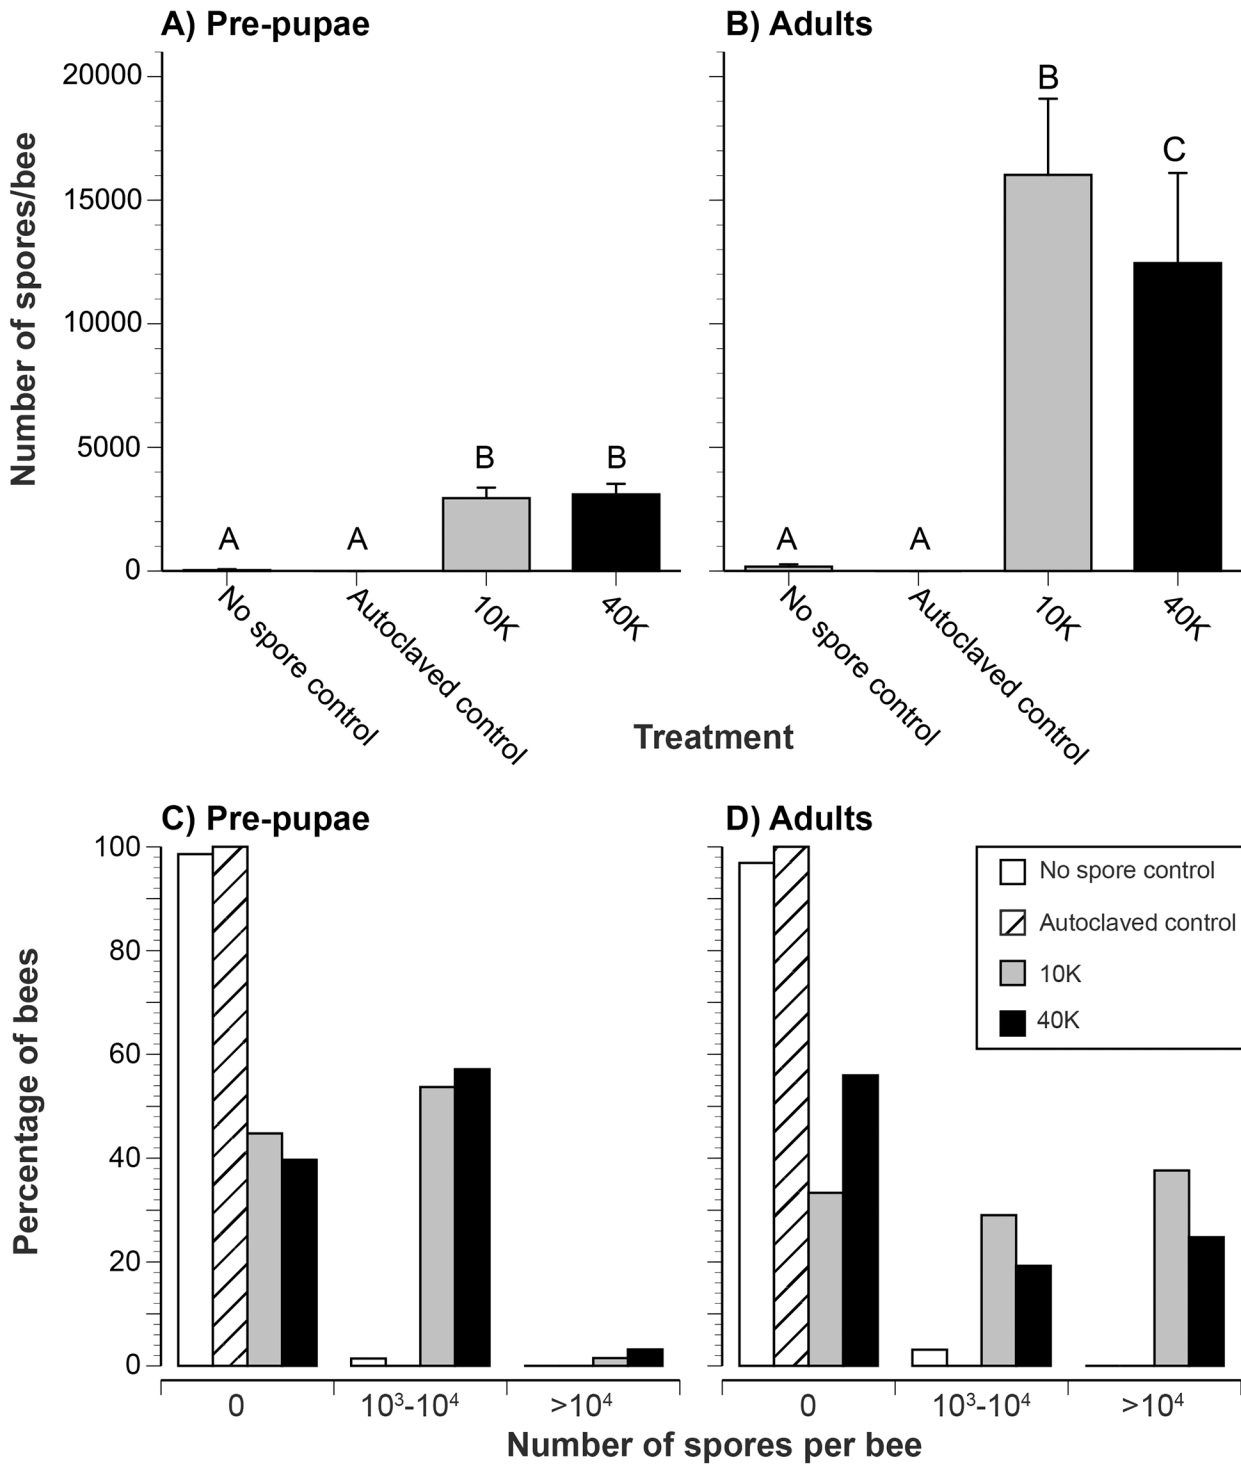 A) Pre-pupae
B) Adults
Number of spores/bee
20000
15000
10000
5000
0
A
A
B
B
A
A
B
C
No spore control
Autoclaved control
10K
40K
No spore control
Autoclaved control
10K
40K
Treatment
C) Pre-pupae
D) Adults
Percentage of bees
100
80
60
40
20
0
No spore control
Autoclaved control
10K
40K
0
10³-10⁴
>10⁴
0
10³-10⁴
>10⁴
Number of spores per bee